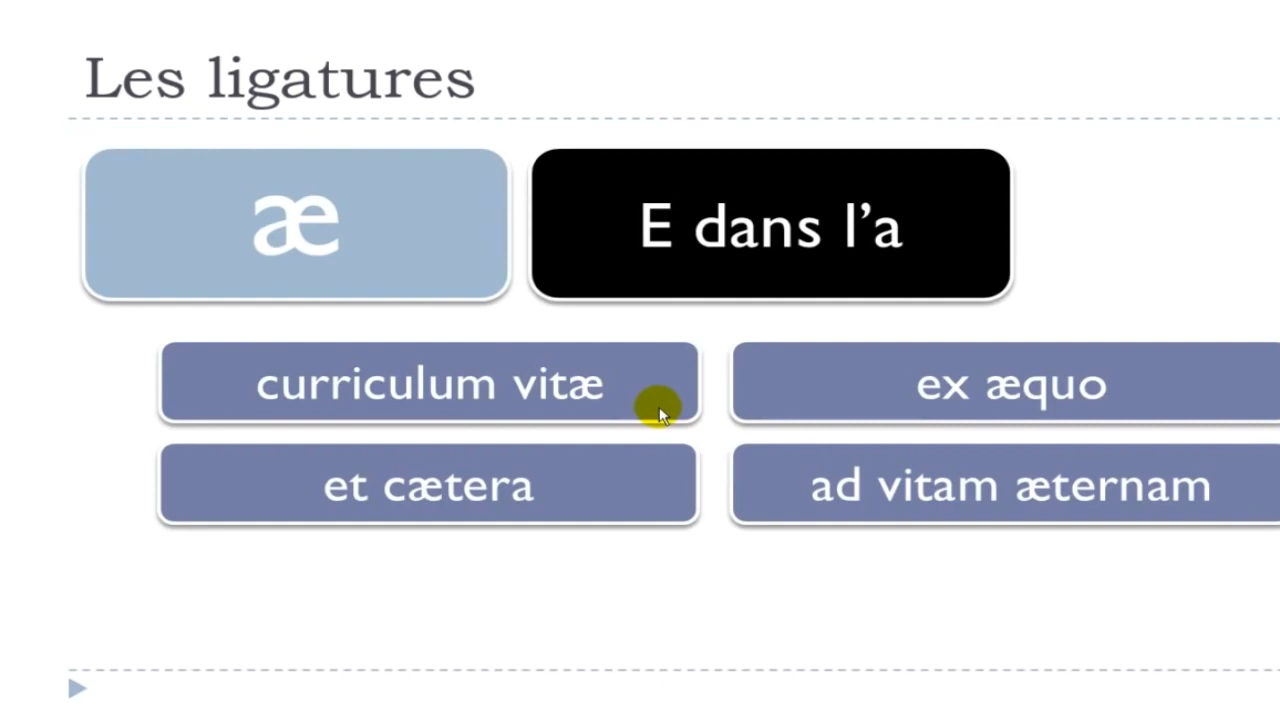 Les ligatures
æ
E dans l’a
curriculum vitæ
ex æquo
et cætera
ad vitam æternam